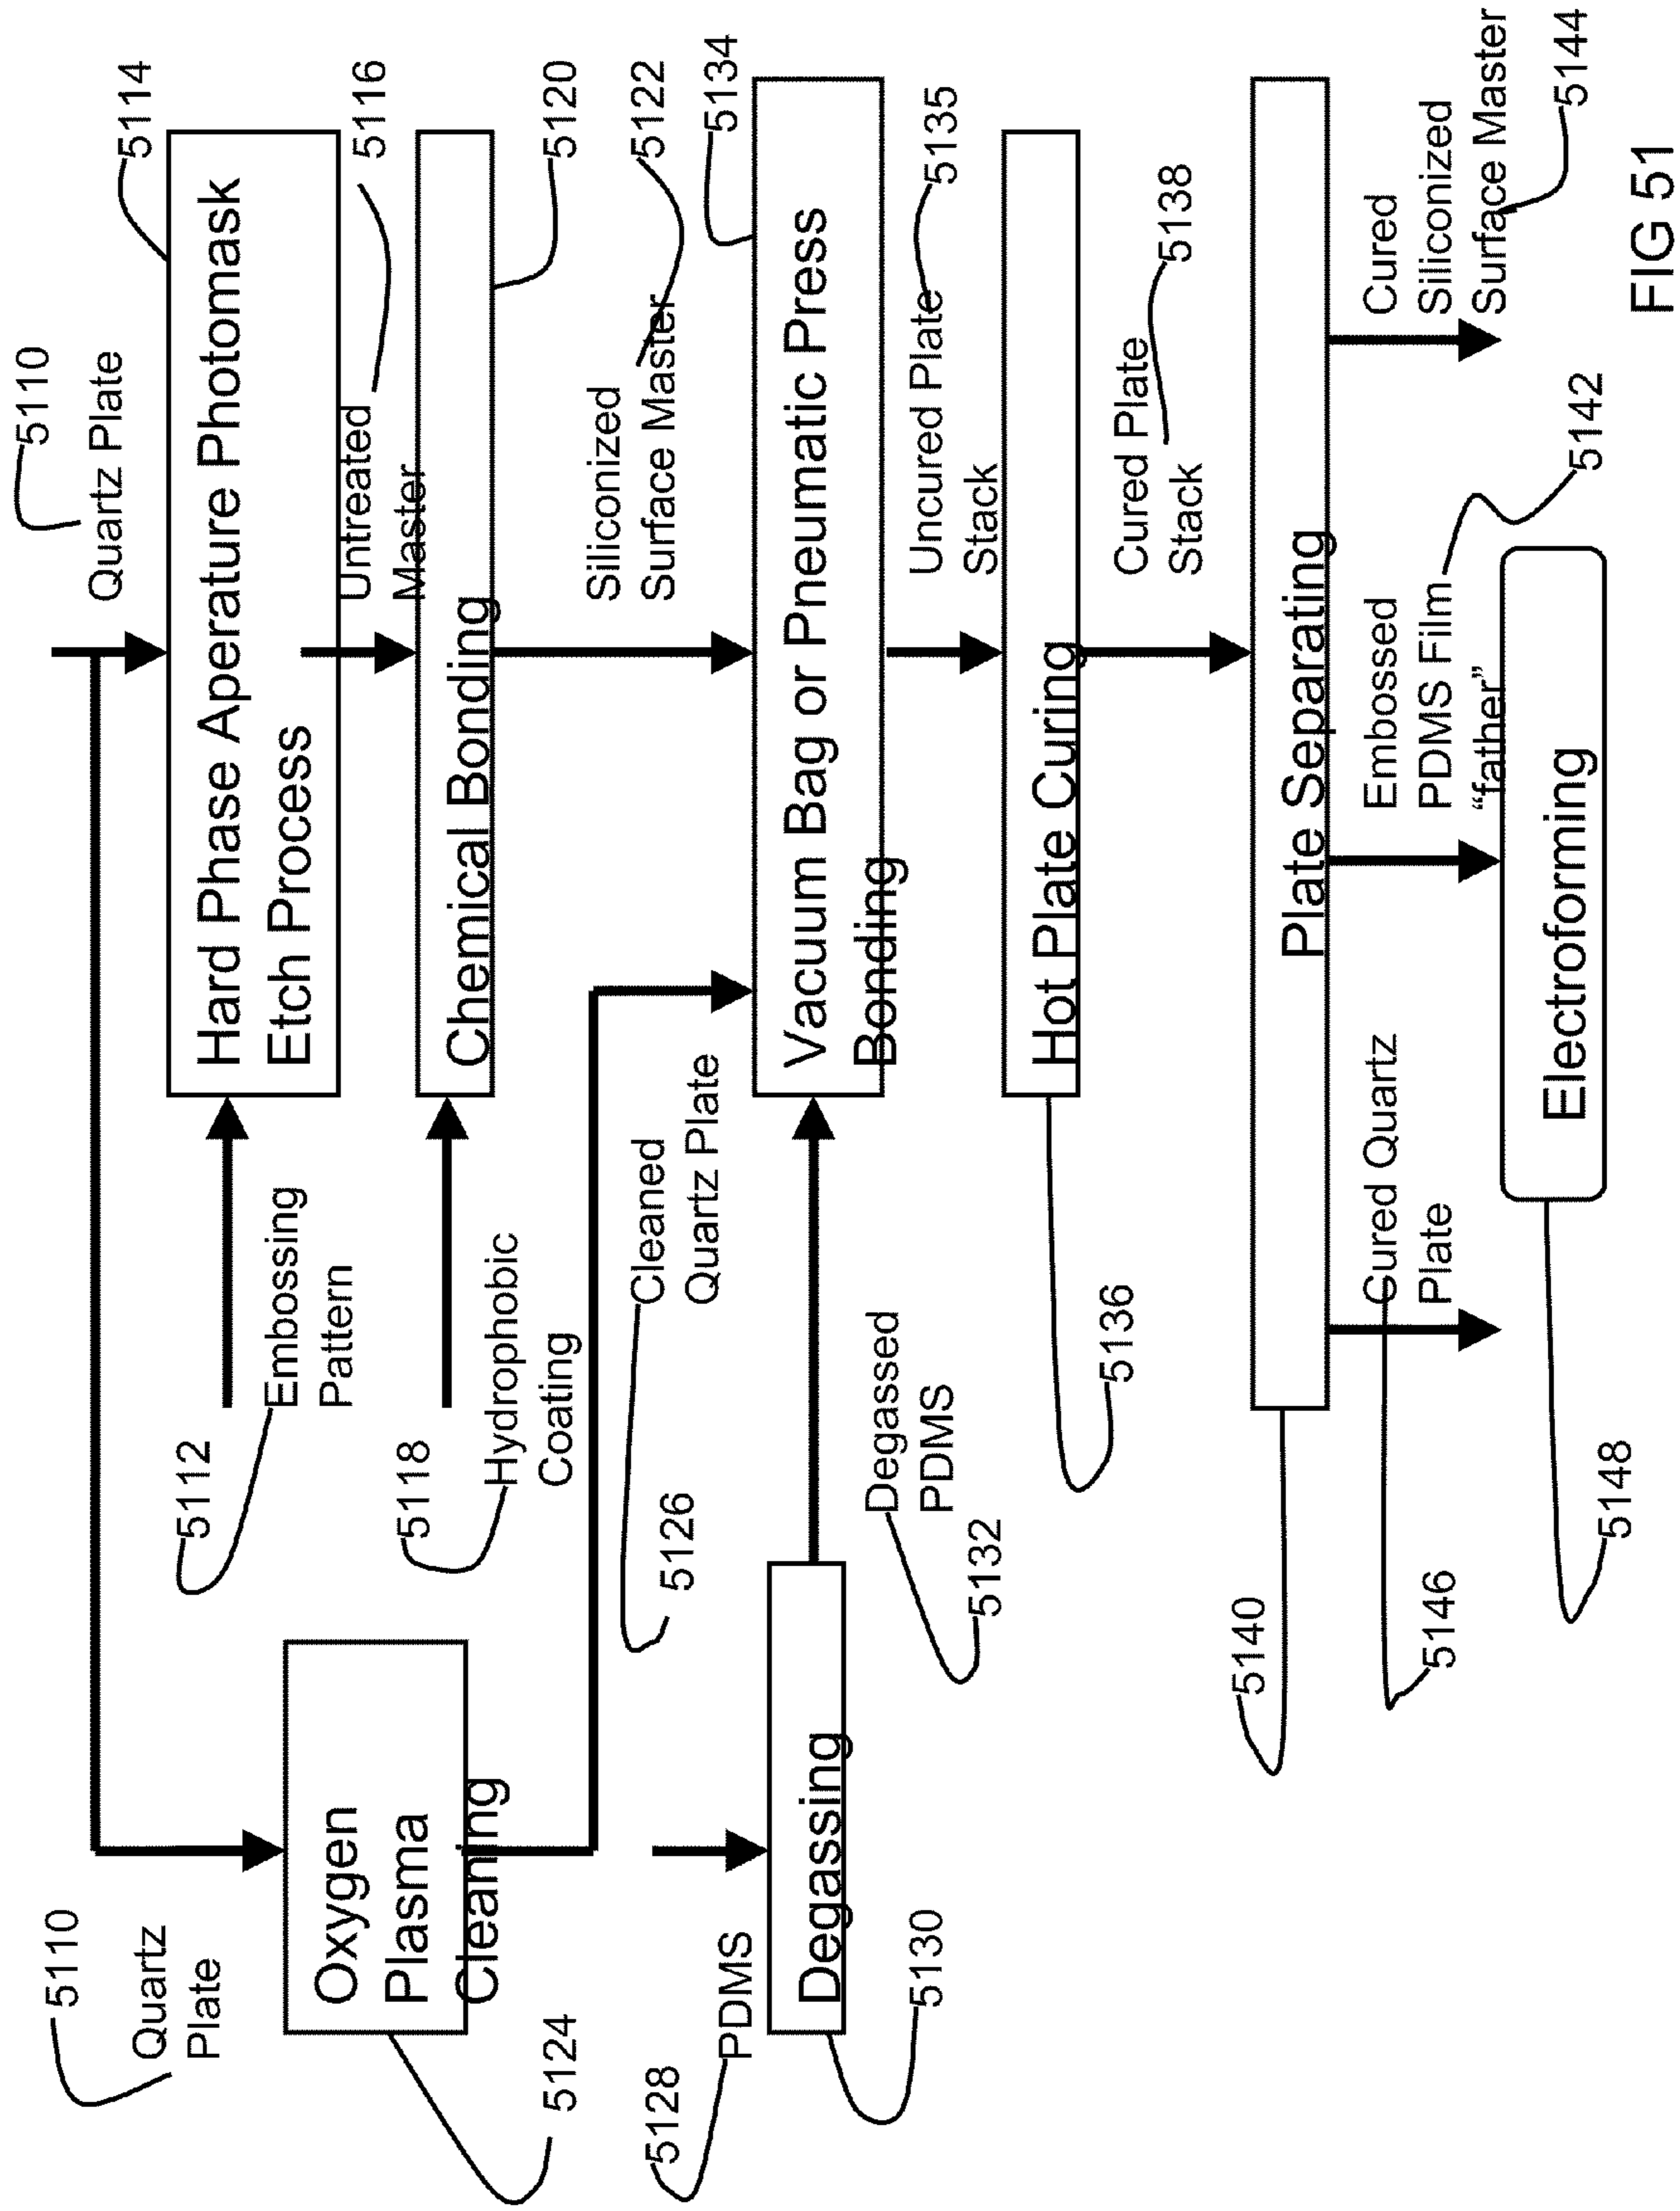 5110
Quartz Plate
5110
Quartz
Plate
5114
Hard Phase Aperature Photomask
Etch Process
5112
Embossing
Pattern
Untreated
Master
5116
Oxygen
Plasma
Cleaning
5124
Chemical Bonding
5120
5118
Hydrophobic
Coating
Siliconized
Surface Master
5122
Cleaned
Quartz Plate
5126
5134
Vacuum Bag or Pneumatic Press
Bonding
5128
PDMS
Degassing
5130
Degassed
PDMS
5132
Uncured Plate
Stack
5135
Hot Plate Curing
5136
Cured Plate
Stack
5138
Plate Separating
5140
Cured Quartz
Plate
5146
Embossed
PDMS Film
“father”
5142
Cured
Siliconized
Surface Master
5144
Electroforming
5148
FIG 51